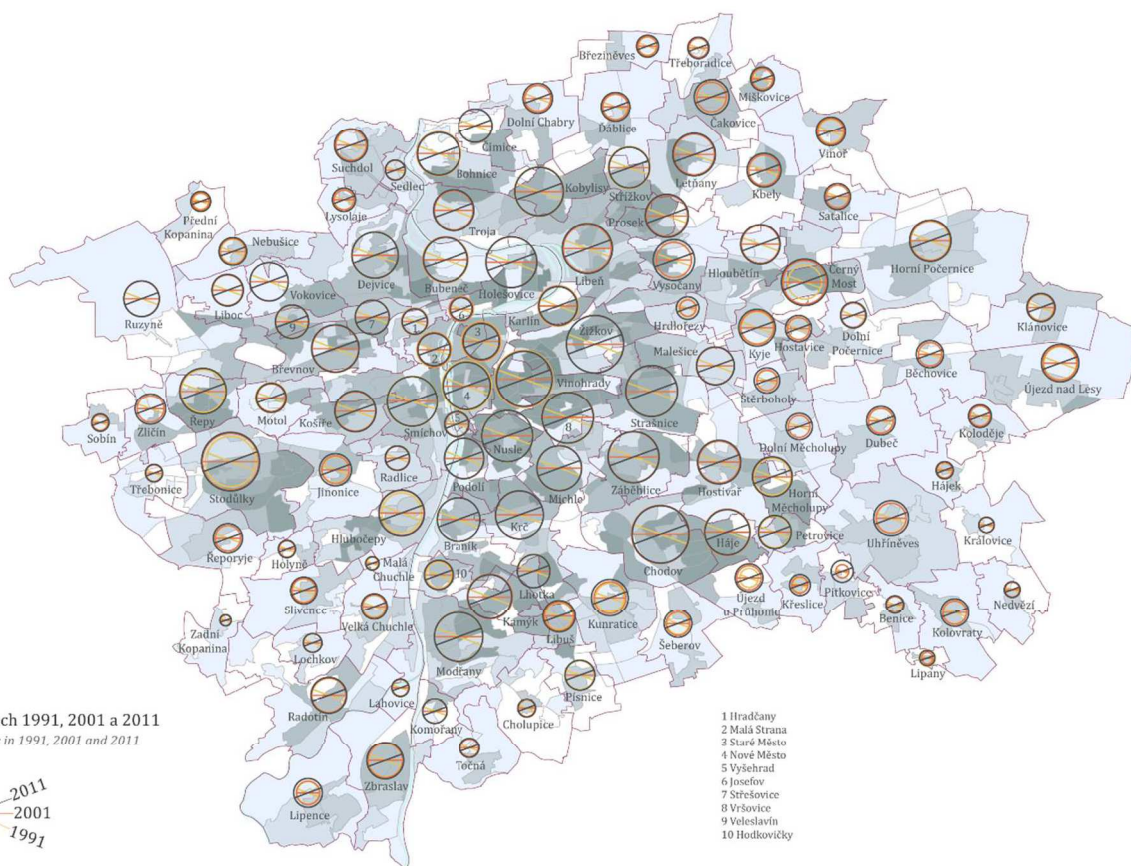 Březiněves
Třeboradice
Miškovice
Dolní Chabry
Ďáblice
Čakovice
Čimice
Vinoř
Suchdol
Bohnice
Sedlec
Střížkov
Letňany
Kobylisy
Kbely
Přední
Kopanina
Lysolaje
Prosek
Satalice
Troja
Nebušice
Horní Počernice
Dejvice
Bubeneč
Holešovice
Libeň
Vysočany
Hloubětín
Černý
Most
Ruzyně
Liboc
Vokovice
9
7
1
6
Karlín
Hrdlořezy
Klánovice
Břevnov
2
3
Žižkov
Malešice
Kyje
Hostavice
Dolní
Počernice
Běchovice
Vinohrady
Újezd nad Lesy
Štěrboholy
Zličín
Řepy
Motol
Košíře
Smíchov
4
Strašnice
Sobín
5
8
Dolní Měcholupy
Dubeč
Koloděje
Nusle
Třebonice
Stodůlky
Jinonice
Radlice
Podolí
Michle
Záběhlice
Hostivař
Horní
Měcholupy
Hájek
Hlubočepy
Braník
Krč
Chodov
Háje
Petrovice
Uhříněves
Královice
Řeporyje
Holyně
Malá
Chuchle
10
Lhotka
Slivenec
Velká Chuchle
Kamýk
Libuš
Kunratice
Újezd
u Průhonic
Křeslice
Pitkovice
Benice
Nedvězí
Kolovraty
Zadní
Kopanina
Lochkov
Modřany
Šeberov
Lipany
Radotín
Lahovice
Písnice
Komořany
Cholupice
Točná
Zbraslav
Lipence
ch 1991, 2001 a 2011
in 1991, 2001 and 2011
2011
2001
1991
1 Hradčany
2 Malá Strana
3 Staré Město
4 Nové Město
5 Vyšehrad
6 Josefov
7 Střešovice
8 Vršovice
9 Veleslavín
10 Hodkovičky